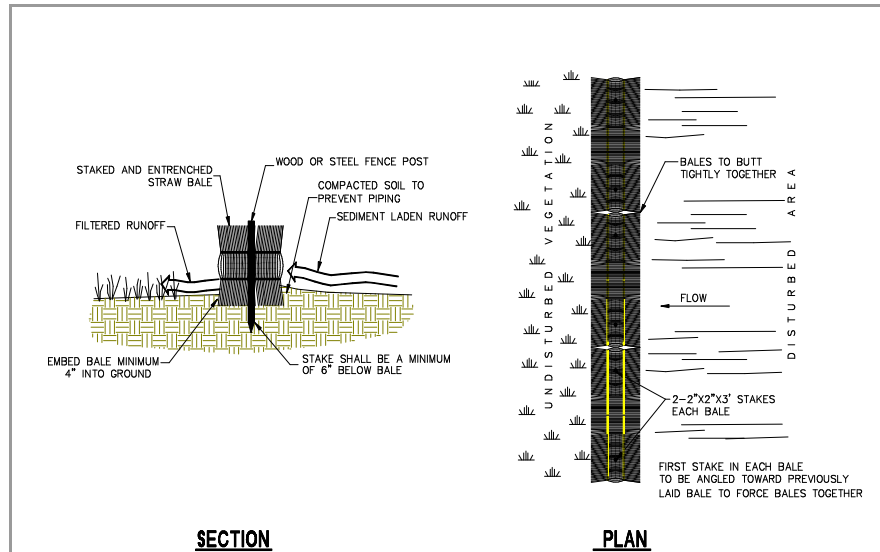 WOOD OR STEEL FENCE POST
STAKED AND ENTRENCHED
STRAW BALE
COMPACTED SOIL TO
PREVENT PIPING
SEDIMENT LADEN RUNOFF
FILTERED RUNOFF
EMBED BALE MINIMUM
4" INTO GROUND
STAKE SHALL BE A MINIMUM
OF 6" BELOW BALE
SECTION
UNDISTURBED VEGETATION
BALES TO BUTT
TIGHTLY TOGETHER
DISTURBED AREA
FLOW
2-2"X2"X3' STAKES
EACH BALE
FIRST STAKE IN EACH BALE
TO BE ANGLED TOWARD PREVIOUSLY
LAID BALE TO FORCE BALES TOGETHER
PLAN